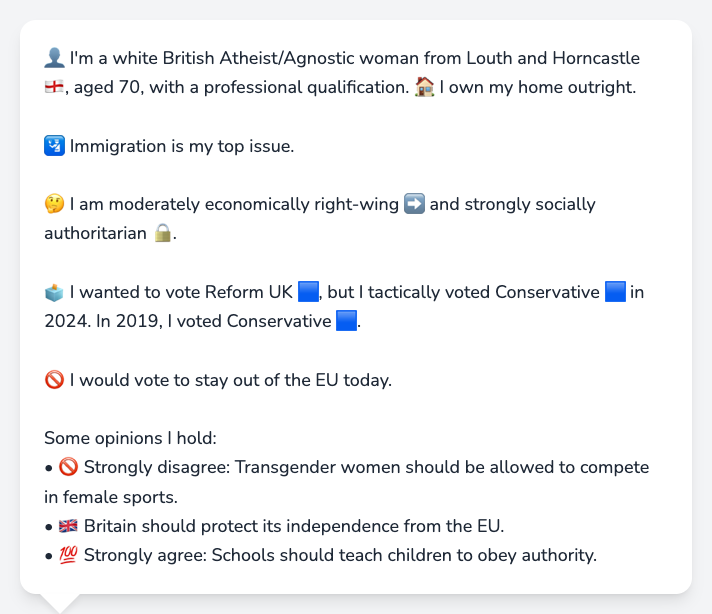 👤 I'm a white British Atheist/Agnostic woman from Louth and Horncastle
🏴󠁧󠁢󠁥󠁮󠁧󠁿, aged 70, with a professional qualification. 🏠 I own my home outright.
🛂 Immigration is my top issue.
🤔 I am moderately economically right-wing ➡️ and strongly socially
authoritarian 🔒.
🗳️ I wanted to vote Reform UK 🟦, but I tactically voted Conservative 🟦 in
2024. In 2019, I voted Conservative 🟦.
🚫 I would vote to stay out of the EU today.
Some opinions I hold:
• 🚫 Strongly disagree: Transgender women should be allowed to compete
in female sports.
• 🇬🇧 Britain should protect its independence from the EU.
• 💯 Strongly agree: Schools should teach children to obey authority.